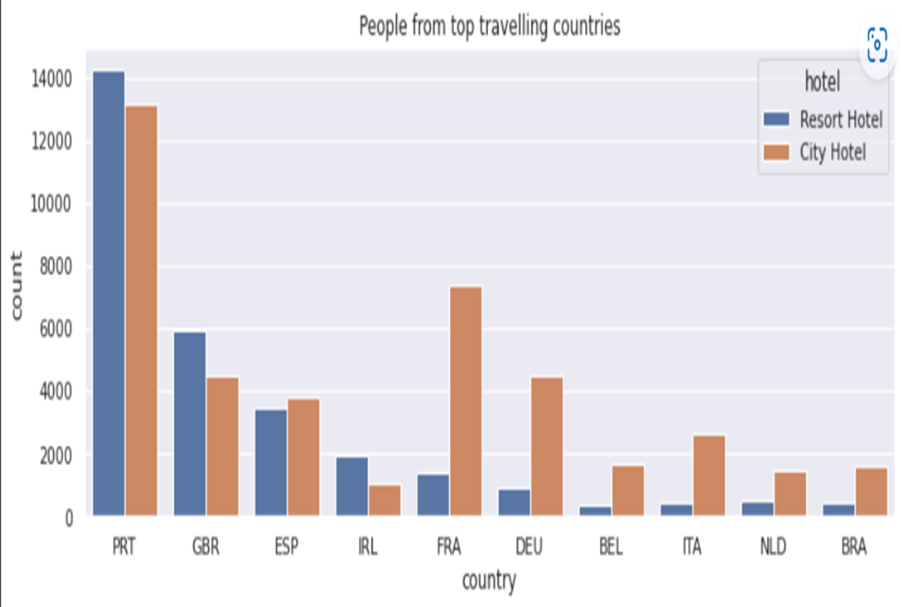 People from top travelling countries
hotel
Resort Hotel
City Hotel
14000
12000
10000
8000
6000
4000
2000
0
count
PRT GBR ESP IRL FRA DEU BEL ITA NLD BRA
country